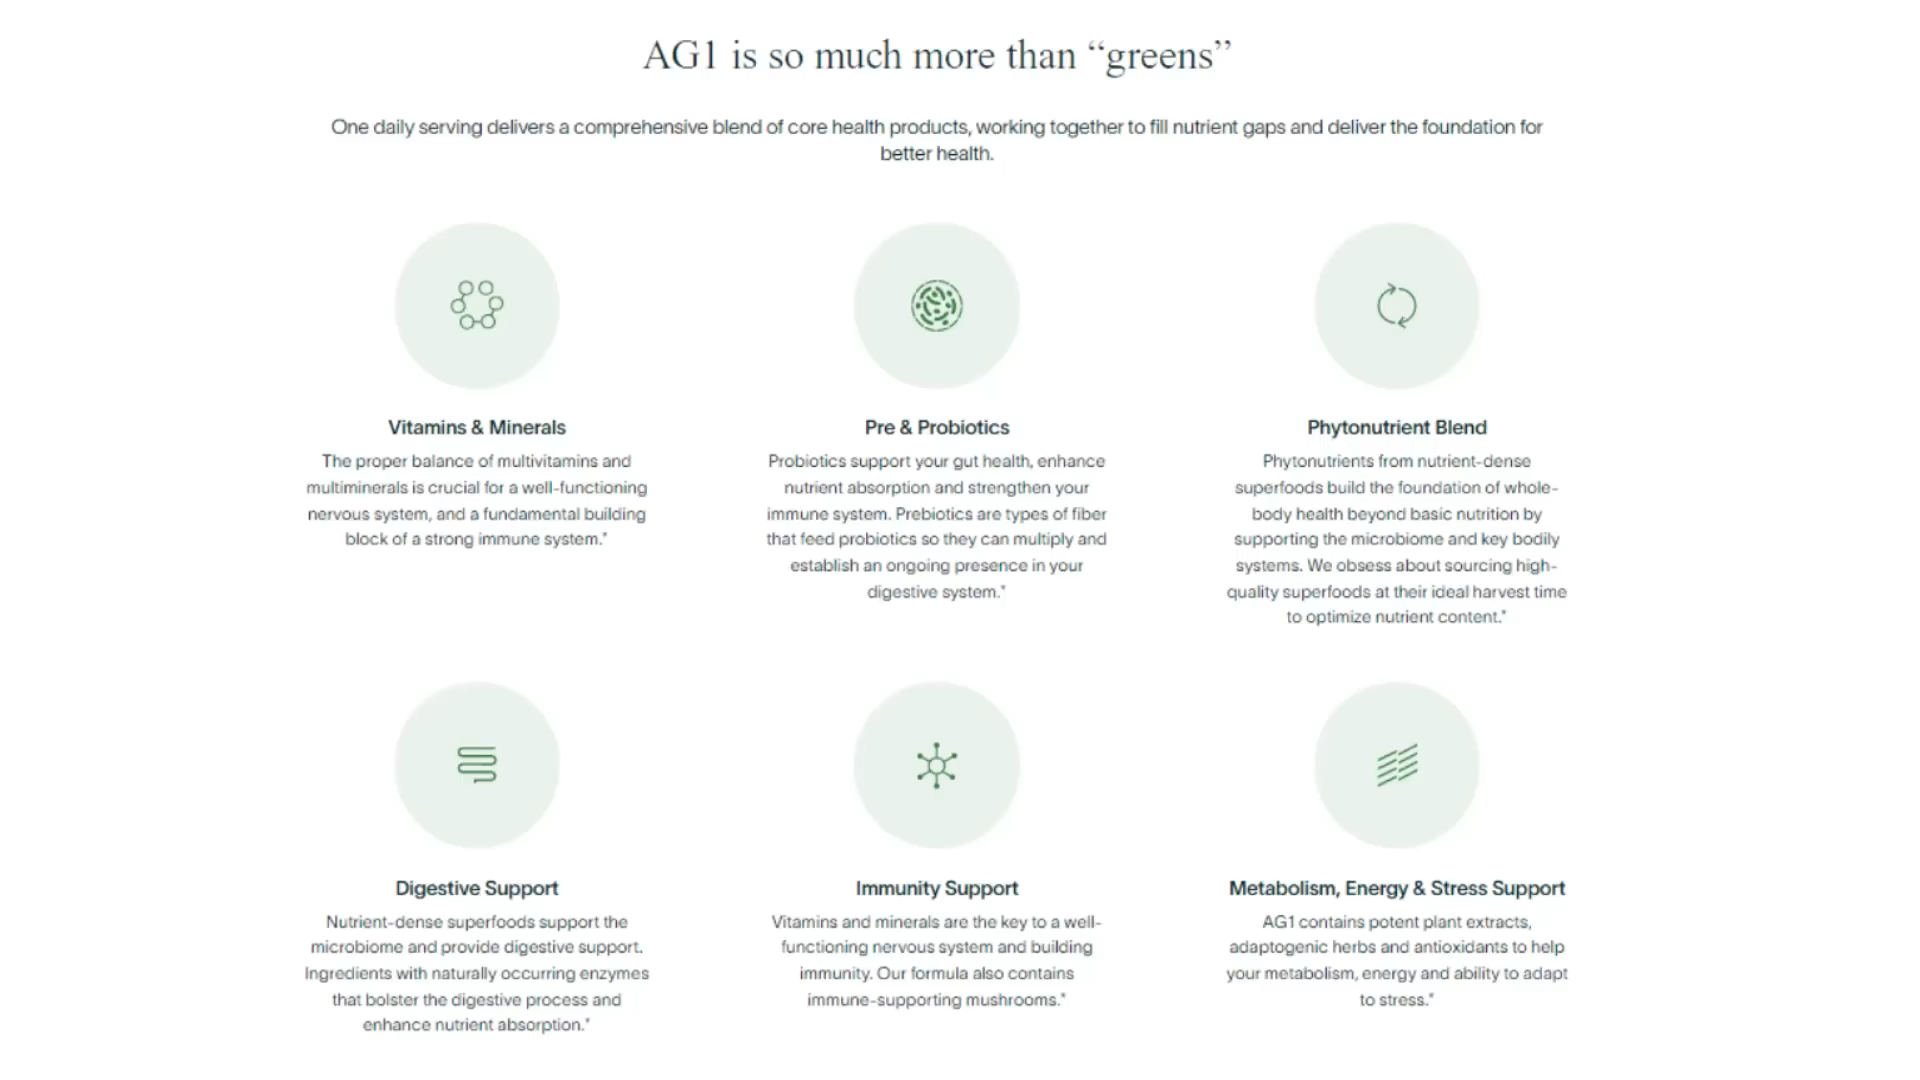 AG1 is so much more than “greens”
One daily serving delivers a comprehensive blend of core health products, working together to fill nutrient gaps and deliver the foundation for
better health.
Vitamins & Minerals
The proper balance of multivitamins and
multiminerals is crucial for a well-functioning
nervous system, and a fundamental building
block of a strong immune system.*
Pre & Probiotics
Probiotics support your gut health, enhance
nutrient absorption and strengthen your
immune system. Prebiotics are types of fiber
that feed probiotics so they can multiply and
establish an ongoing presence in your
digestive system.*
Phytonutrient Blend
Phytonutrients from nutrient-dense
superfoods build the foundation of whole-
body health beyond basic nutrition by
supporting the microbiome and key bodily
systems. We obsess about sourcing high-
quality superfoods at their ideal harvest time
to optimize nutrient content.*
Digestive Support
Nutrient-dense superfoods support the
microbiome and provide digestive support.
Ingredients with naturally occurring enzymes
that bolster the digestive process and
enhance nutrient absorption.*
Immunity Support
Vitamins and minerals are the key to a well-
functioning nervous system and building
immunity. Our formula also contains
immune-supporting mushrooms.*
Metabolism, Energy & Stress Support
AG1 contains potent plant extracts,
adaptogenic herbs and antioxidants to help
your metabolism, energy and ability to adapt
to stress.*